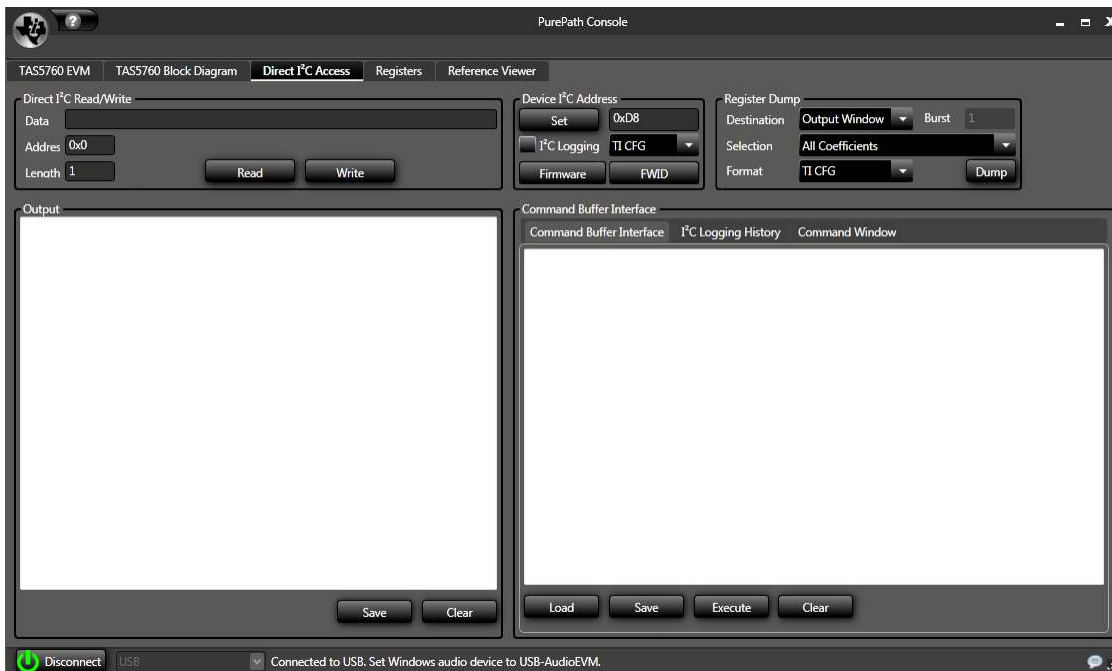 ?
PurePath Console
TAS5760 EVM
TAS5760 Block Diagram
Direct I²C Access
Registers
Reference Viewer
Direct I²C Read/Write
Data
Addres 0x0
Length 1
Read
Write
Device I²C Address
Set
0xD8
I²C Logging
TI CFG
Firmware
FWID
Register Dump
Destination
Output Window
Burst
1
Selection
All Coefficients
Format
TI CFG
Dump
Output
Save
Clear
Command Buffer Interface
Command Buffer Interface
I²C Logging History
Command Window
Load
Save
Execute
Clear
Disconnect
USB
Connected to USB. Set Windows audio device to USB-AudioEVM.